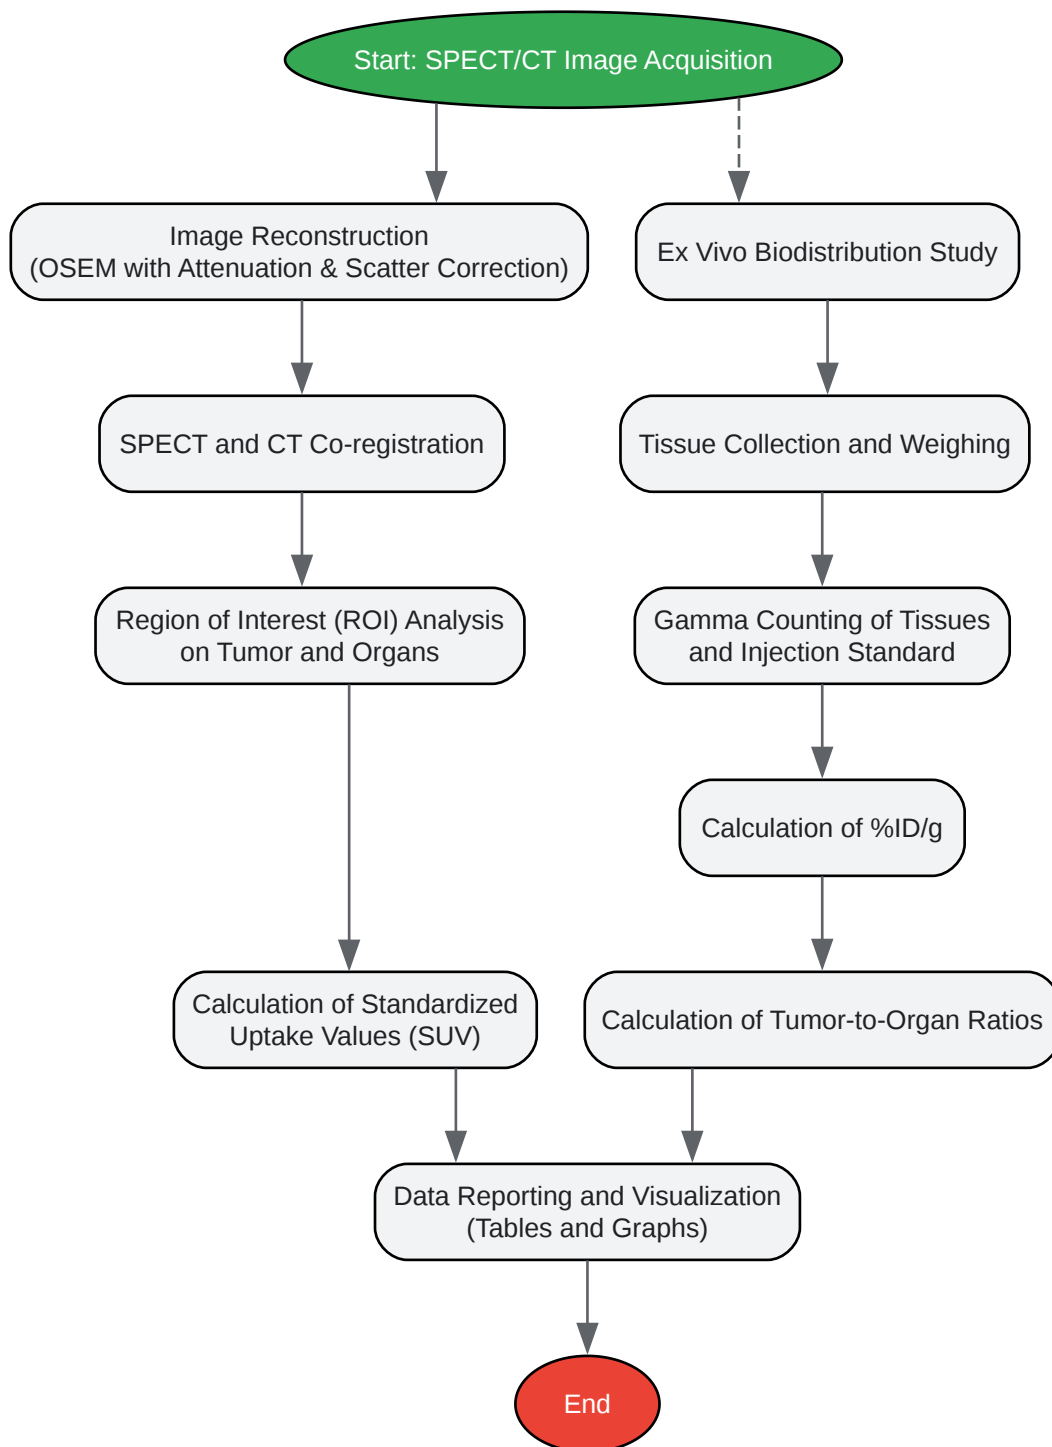 Start: SPECT/CT Image Acquisition
Image Reconstruction
(OSEM with Attenuation & Scatter Correction)
Ex Vivo Biodistribution Study
SPECT and CT Co-registration
Tissue Collection and Weighing
Region of Interest (ROI) Analysis
on Tumor and Organs
Gamma Counting of Tissues
and Injection Standard
Calculation of %ID/g
Calculation of Standardized
Uptake Values (SUV)
Calculation of Tumor-to-Organ Ratios
Data Reporting and Visualization
(Tables and Graphs)
End